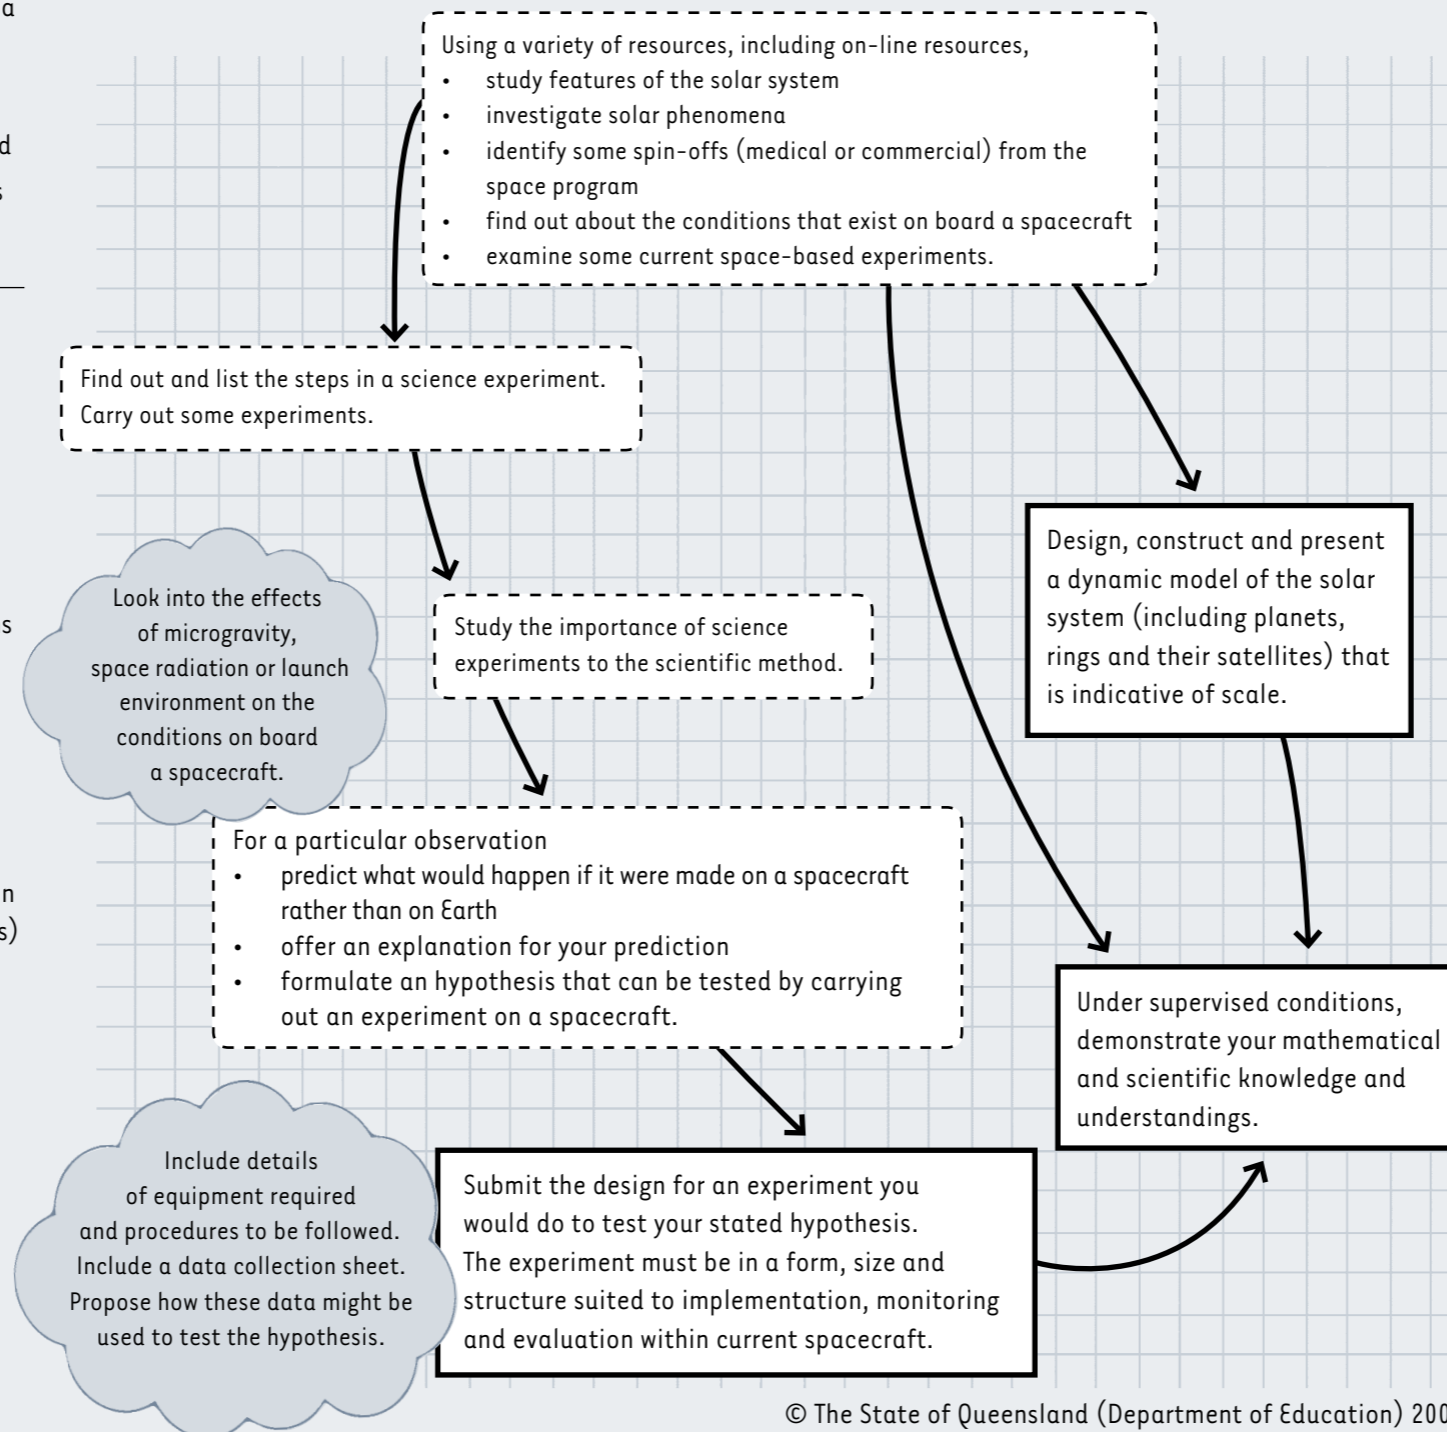 a
d
s
s
n
s)
Using a variety of resources, including on-line resources,
• study features of the solar system
• investigate solar phenomena
• identify some spin-offs (medical or commercial) from the
space program
• find out about the conditions that exist on board a spacecraft
• examine some current space-based experiments.
Find out and list the steps in a science experiment.
Carry out some experiments.
Look into the effects
of microgravity,
space radiation or launch
environment on the
conditions on board
a spacecraft.
Study the importance of science
experiments to the scientific method.
Design, construct and present
a dynamic model of the solar
system (including planets,
rings and their satellites) that
is indicative of scale.
For a particular observation
• predict what would happen if it were made on a spacecraft
rather than on Earth
• offer an explanation for your prediction
• formulate an hypothesis that can be tested by carrying
out an experiment on a spacecraft.
Under supervised conditions,
demonstrate your mathematical
and scientific knowledge and
understandings.
Include details
of equipment required
and procedures to be followed.
Include a data collection sheet.
Propose how these data might be
used to test the hypothesis.
Submit the design for an experiment you
would do to test your stated hypothesis.
The experiment must be in a form, size and
structure suited to implementation, monitoring
and evaluation within current spacecraft.
© The State of Queensland (Department of Education) 200